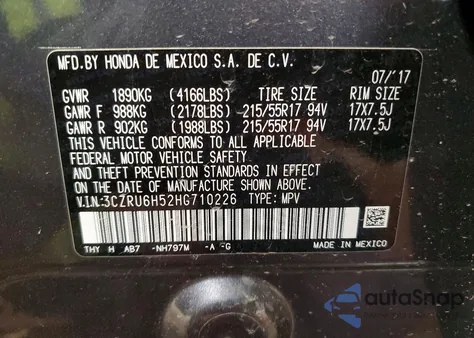 MFD.BY HONDA DE MEXICO S.A. DE C.V.
07/'17
GVWR 1890KG (4166LBS) TIRE SIZE RIM SIZE
GAWR F 988KG (2178LBS) 215/55R17 94V 17X7.5J
GAWR R 902KG (1988LBS) 215/55R17 94V 17X7.5J
THIS VEHICLE CONFORMS TO ALL APPLICABLE
FEDERAL MOTOR VEHICLE SAFETY
AND THEFT PREVENTION STANDARDS IN EFFECT
ON THE DATE OF MANUFACTURE SHOWN ABOVE.
V.I.N.:3CZRU6H52HG710226 TYPE: MPV
THY H AB7 -NH797M -A -G MADE IN MEXICO
autoSnap